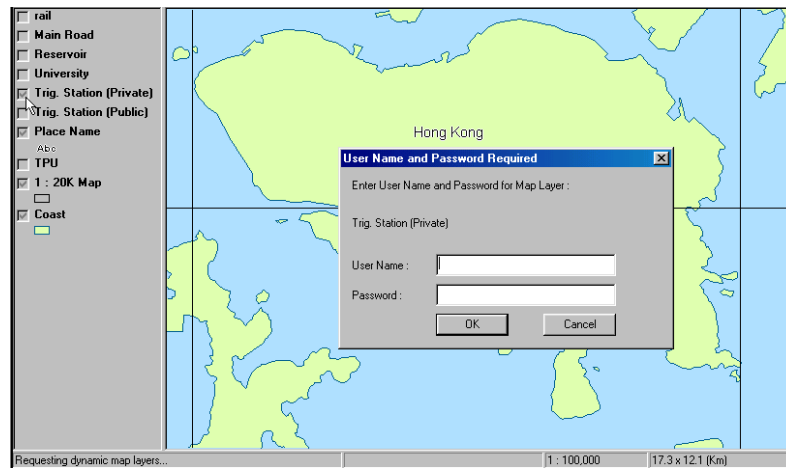 rail
Main Road
Reservoir
University
Trig. Station (Private)
Trig. Station (Public)
Place Name
Abc
TPU
1 : 20K Map
Coast
Hong Kong
User Name and Password Required
Enter User Name and Password for Map Layer :
Trig. Station (Private)
User Name :
Password :
OK Cancel
Requesting dynamic map layers... 1 : 100,000 17.3 x 12.1 (Km)